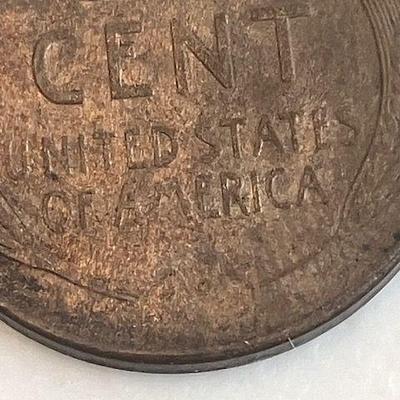 CENT
UNITED STATES
OF AMERICA